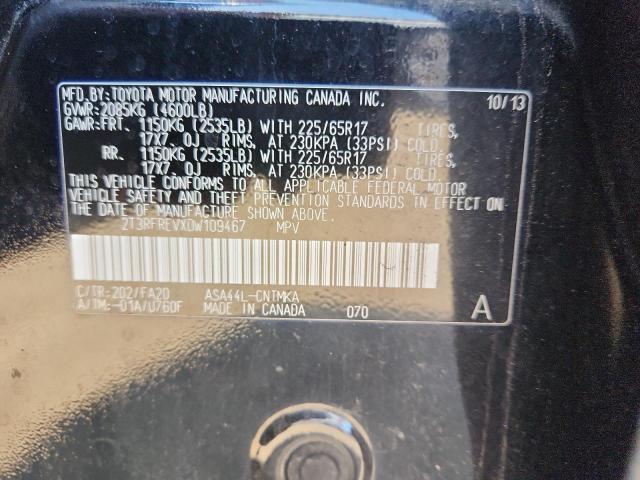 MFD.BY:TOYOTA MOTOR MANUFACTURING CANADA INC. 10/13
GVWR:2085KG (4600LB)
GAWR:FRT. 1150KG (2535LB) WITH 225/65R17 TIRES,
17X7.0J RIMS, AT 230KPA (33PSI) COLD.
RR. 1150KG (2535LB) WITH 225/65R17 TIRES,
17X7.0J RIMS, AT 230KPA (33PSI) COLD.
THIS VEHICLE CONFORMS TO ALL APPLICABLE FEDERAL MOTOR
VEHICLE SAFETY AND THEFT PREVENTION STANDARDS IN EFFECT ON
THE DATE OF MANUFACTURE SHOWN ABOVE.
2T3RFREVXDW109467 MPV
C/TR:202/FA20 ASA44L-CNTMKA
A/TM:-01A/U760F MADE IN CANADA 070 A